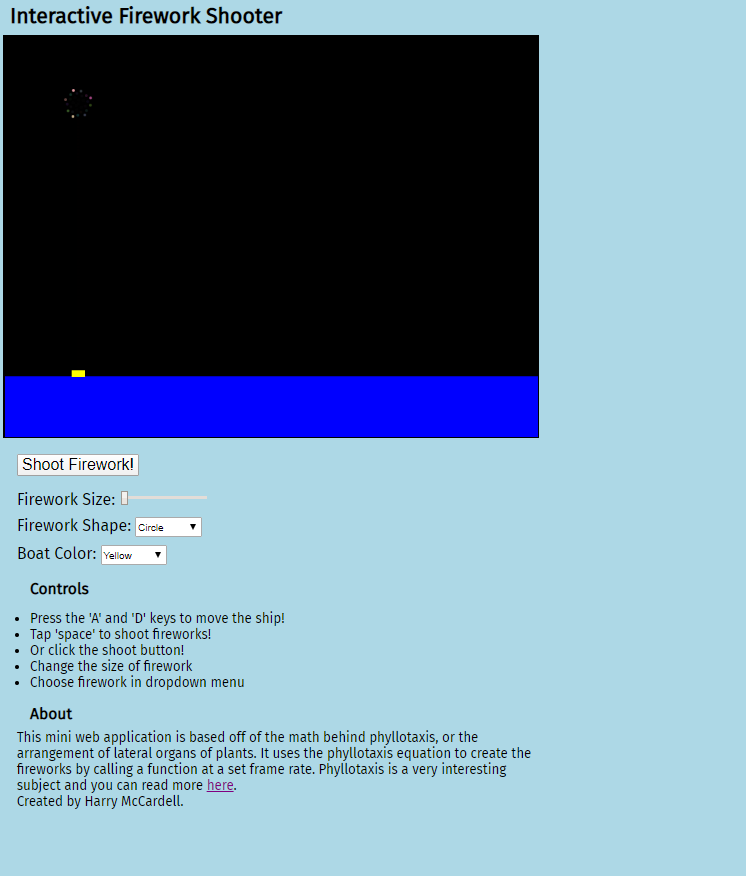 Interactive Firework Shooter
Shoot Firework!
Firework Size:
Firework Shape: Circle
Boat Color: Yellow
Controls
Press the 'A' and 'D' keys to move the ship!
Tap 'space' to shoot fireworks!
Or click the shoot button!
Change the size of firework
Choose firework in dropdown menu
About
This mini web application is based off of the math behind phyllotaxis, or the
arrangement of lateral organs of plants. It uses the phyllotaxis equation to create the
fireworks by calling a function at a set frame rate. Phyllotaxis is a very interesting
subject and you can read more here.
Created by Harry McCardell.